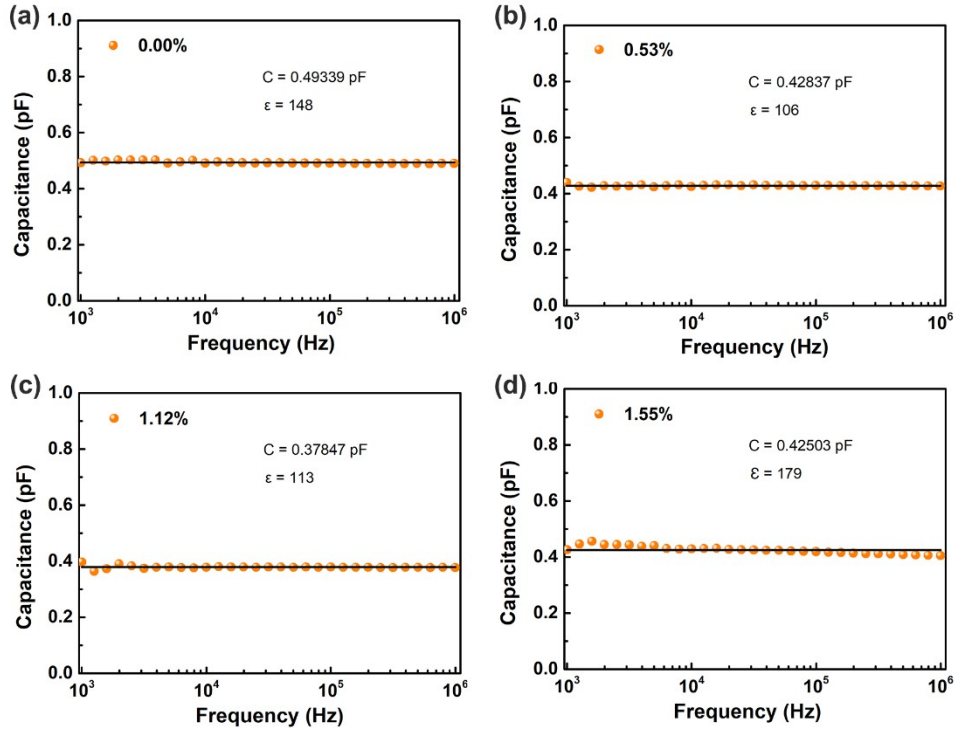 (a)
1.0
0.8
0.6
0.4
0.2
0.0
Capacitance (pF)
0.00%
C = 0.49339 pF
ε = 148
10³ 10⁴ 10⁵ 10⁶
Frequency (Hz)
(b)
1.0
0.8
0.6
0.4
0.2
0.0
Capacitance (pF)
0.53%
C = 0.42837 pF
ε = 106
10³ 10⁴ 10⁵ 10⁶
Frequency (Hz)
(c)
1.0
0.8
0.6
0.4
0.2
0.0
Capacitance (pF)
1.12%
C = 0.37847 pF
ε = 113
10³ 10⁴ 10⁵ 10⁶
Frequency (Hz)
(d)
1.0
0.8
0.6
0.4
0.2
0.0
Capacitance (pF)
1.55%
C = 0.42503 pF
ε = 179
10³ 10⁴ 10⁵ 10⁶
Frequency (Hz)